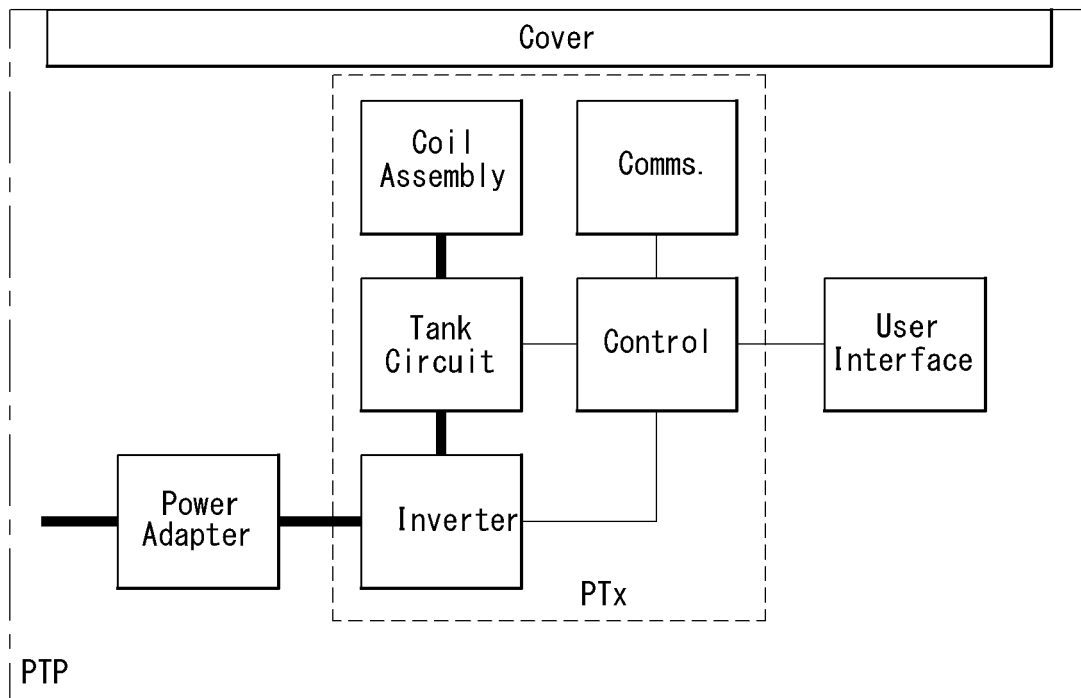 Cover
Coil
Assembly
Comms.
Tank
Circuit
Control
User
Interface
Power
Adapter
Inverter
PTx
PTP